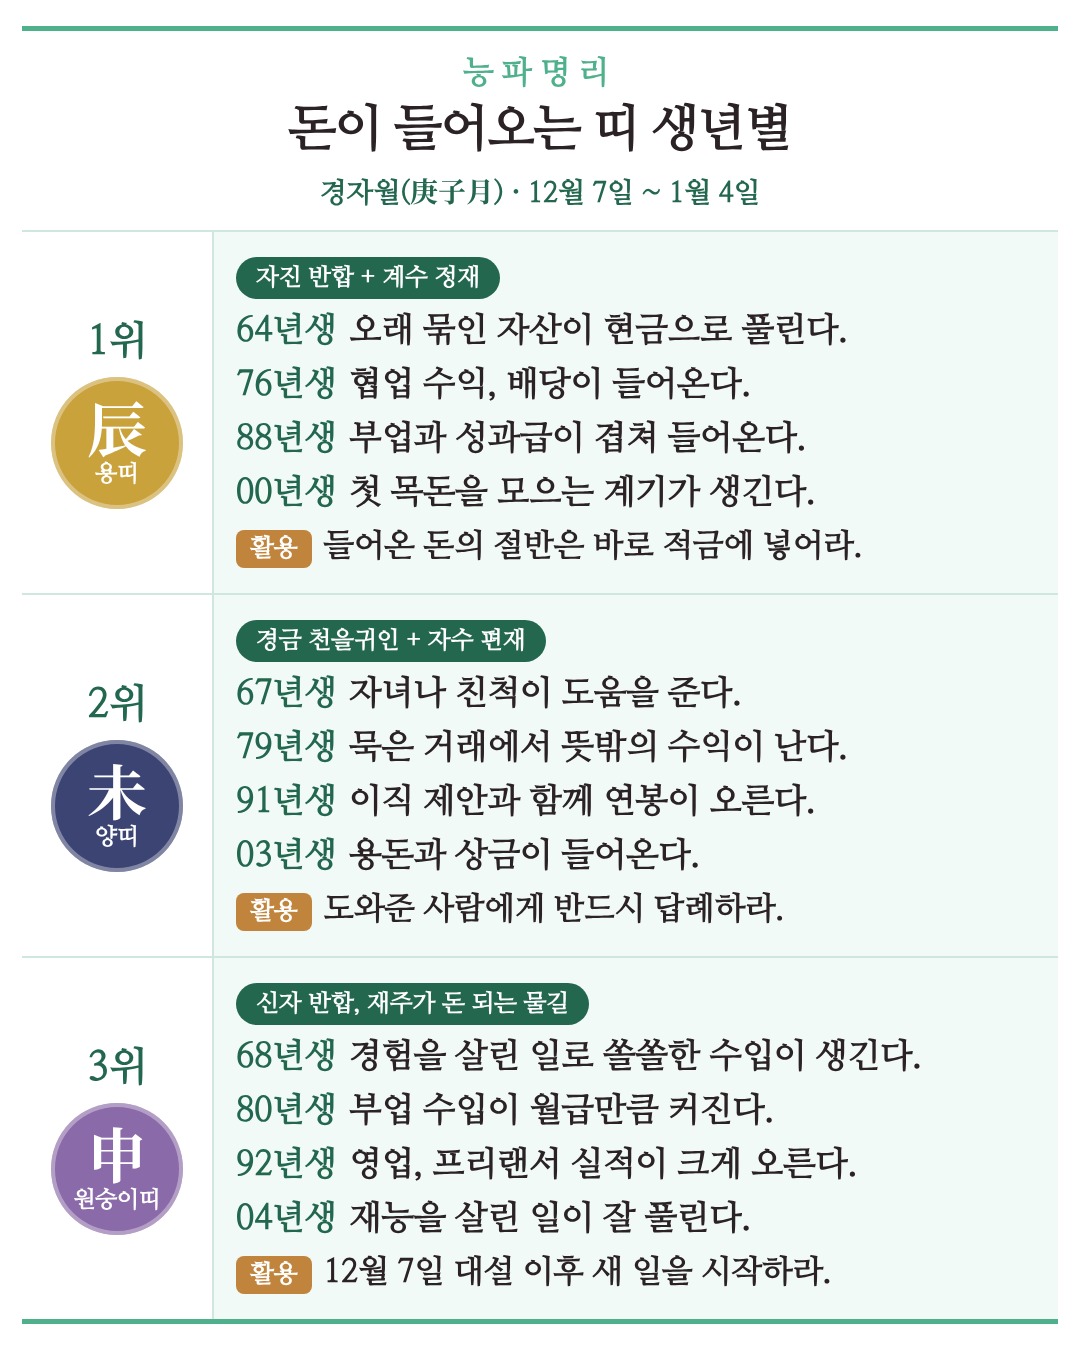 능파명리
돈이 들어오는 띠 생년별
경자월(庚子月) · 12월 7일 ~ 1월 4일
1위
辰
용띠
자진 반합 + 계수 정재
64년생 오래 묶인 자산이 현금으로 풀린다.
76년생 협업 수익, 배당이 들어온다.
88년생 부업과 성과급이 겹쳐 들어온다.
00년생 첫 목돈을 모으는 계기가 생긴다.
활용 들어온 돈의 절반은 바로 적금에 넣어라.
2위
未
양띠
경금 천을귀인 + 자수 편재
67년생 자녀나 친척이 도움을 준다.
79년생 묵은 거래에서 뜻밖의 수익이 난다.
91년생 이직 제안과 함께 연봉이 오른다.
03년생 용돈과 상금이 들어온다.
활용 도와준 사람에게 반드시 답례하라.
3위
申
원숭이띠
신자 반합, 재주가 돈 되는 물길
68년생 경험을 살린 일로 쏠쏠한 수입이 생긴다.
80년생 부업 수입이 월급만큼 커진다.
92년생 영업, 프리랜서 실적이 크게 오른다.
04년생 재능을 살린 일이 잘 풀린다.
활용 12월 7일 대설 이후 새 일을 시작하라.